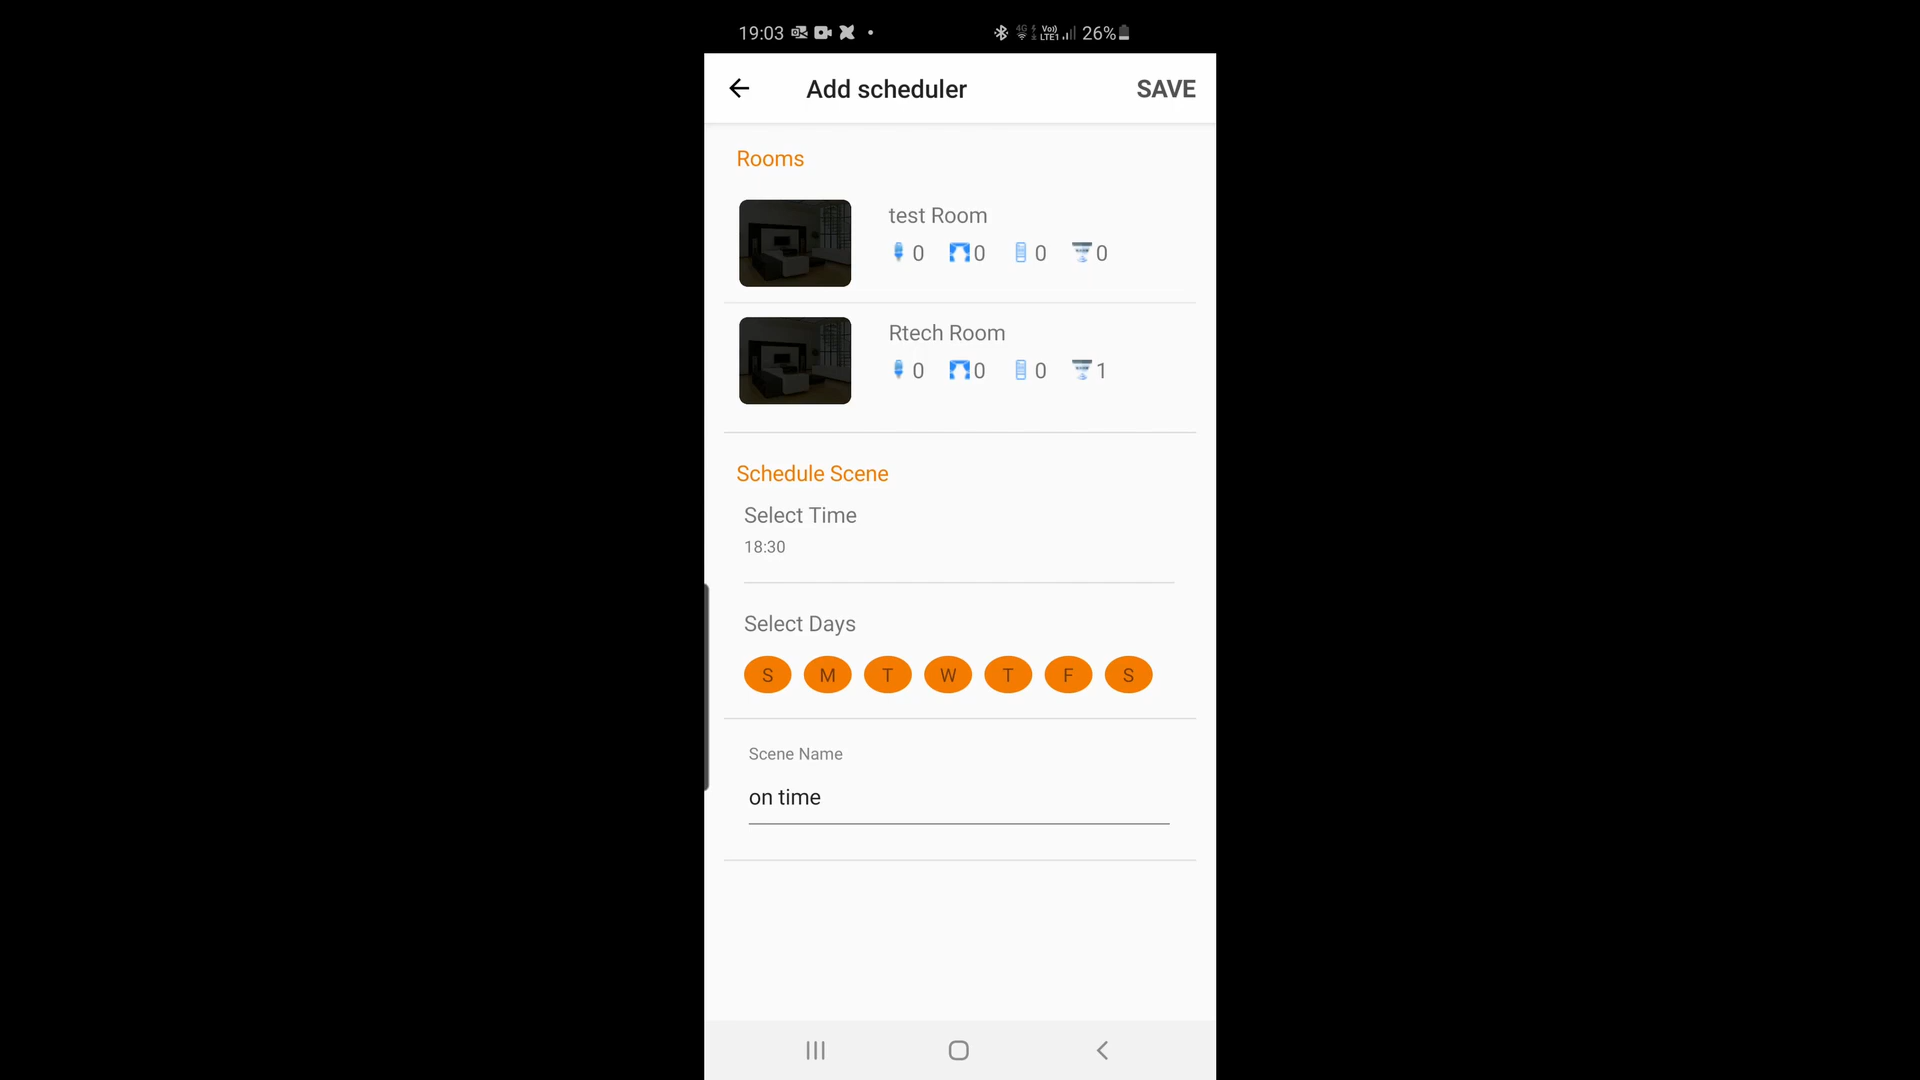 19:03 26%
Add scheduler SAVE
Rooms
test Room
0 0 0 0
Rtech Room
0 0 0 1
Schedule Scene
Select Time
18:30
Select Days
S M T W T F S
Scene Name
on time